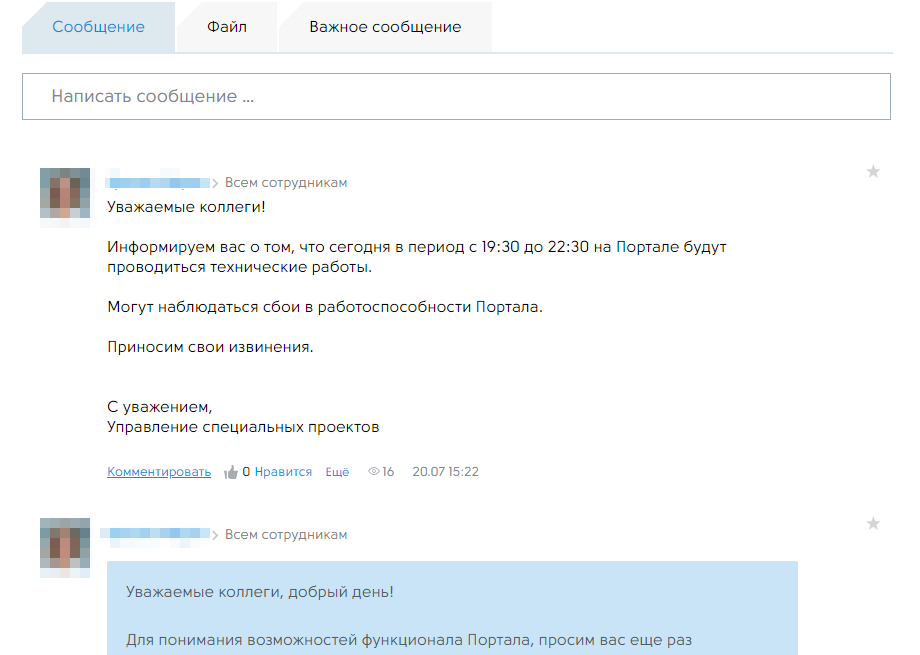 Сообщение
Файл
Важное сообщение
Написать сообщение ...
Всем сотрудникам
Уважаемые коллеги!
Информируем вас о том, что сегодня в период с 19:30 до 22:30 на Портале будут
проводиться технические работы.
Могут наблюдаться сбои в работоспособности Портала.
Приносим свои извинения.
С уважением,
Управление специальных проектов
Комментировать 0 Нравится Ещё 16 20.07 15:22
Всем сотрудникам
Уважаемые коллеги, добрый день!
Для понимания возможностей функционала Портала, просим вас еще раз